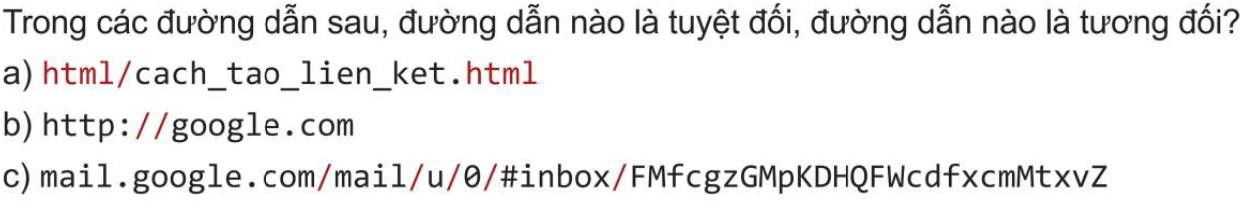 Trong các đường dẫn sau, đường dẫn nào là tuyệt đối, đường dẫn nào là tương đối?
a) html/cach_tao_lien_ket.html
b) http://google.com
c) mail.google.com/mail/u/0/#inbox/FMfcgzGMpKDHQFWcdfxcmMtxvZ